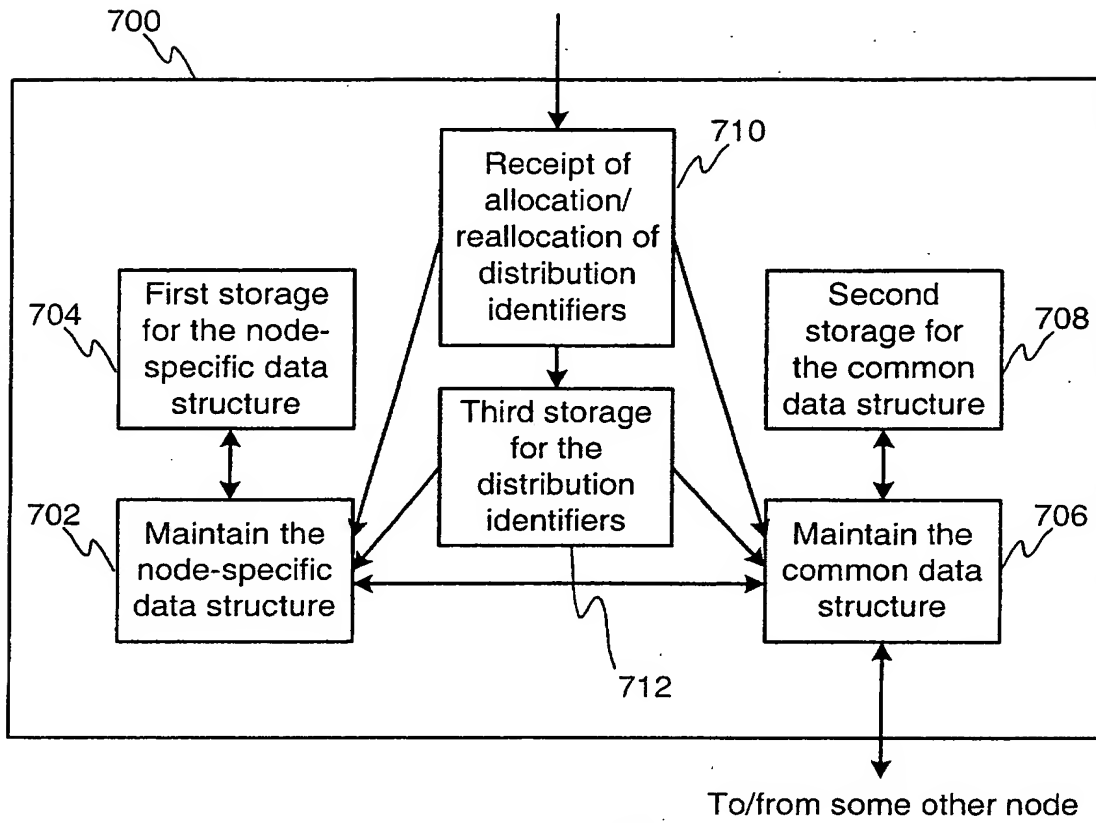 700
710
Receipt of
allocation/
reallocation of
distribution
identifiers
First storage
for the node-
specific data
structure
704
Second
storage for
the common
data structure
708
Third storage
for the
distribution
identifiers
702
Maintain the
node-specific
data structure
706
Maintain the
common data
structure
712
To/from some other node